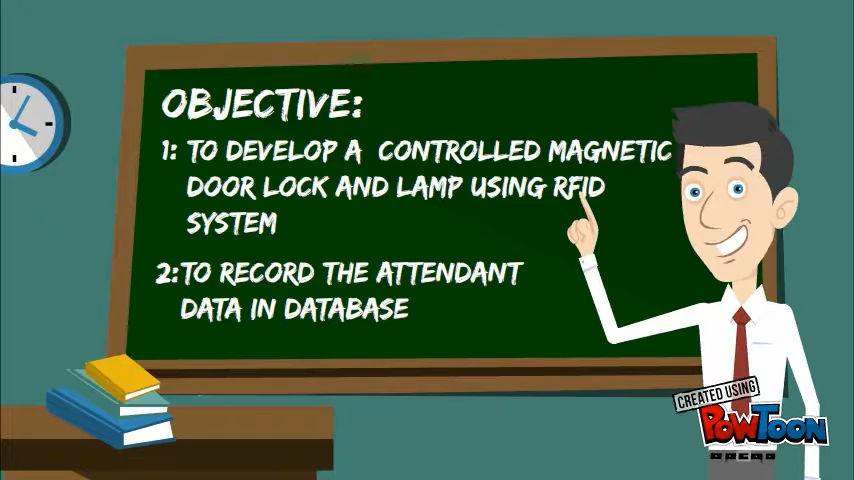 OBJECTIVE:
1: TO DEVELOP A CONTROLLED MAGNETIC
DOOR LOCK AND LAMP USING RFID
SYSTEM
2: TO RECORD THE ATTENDANT
DATA IN DATABASE
CREATED USING
POWTOON